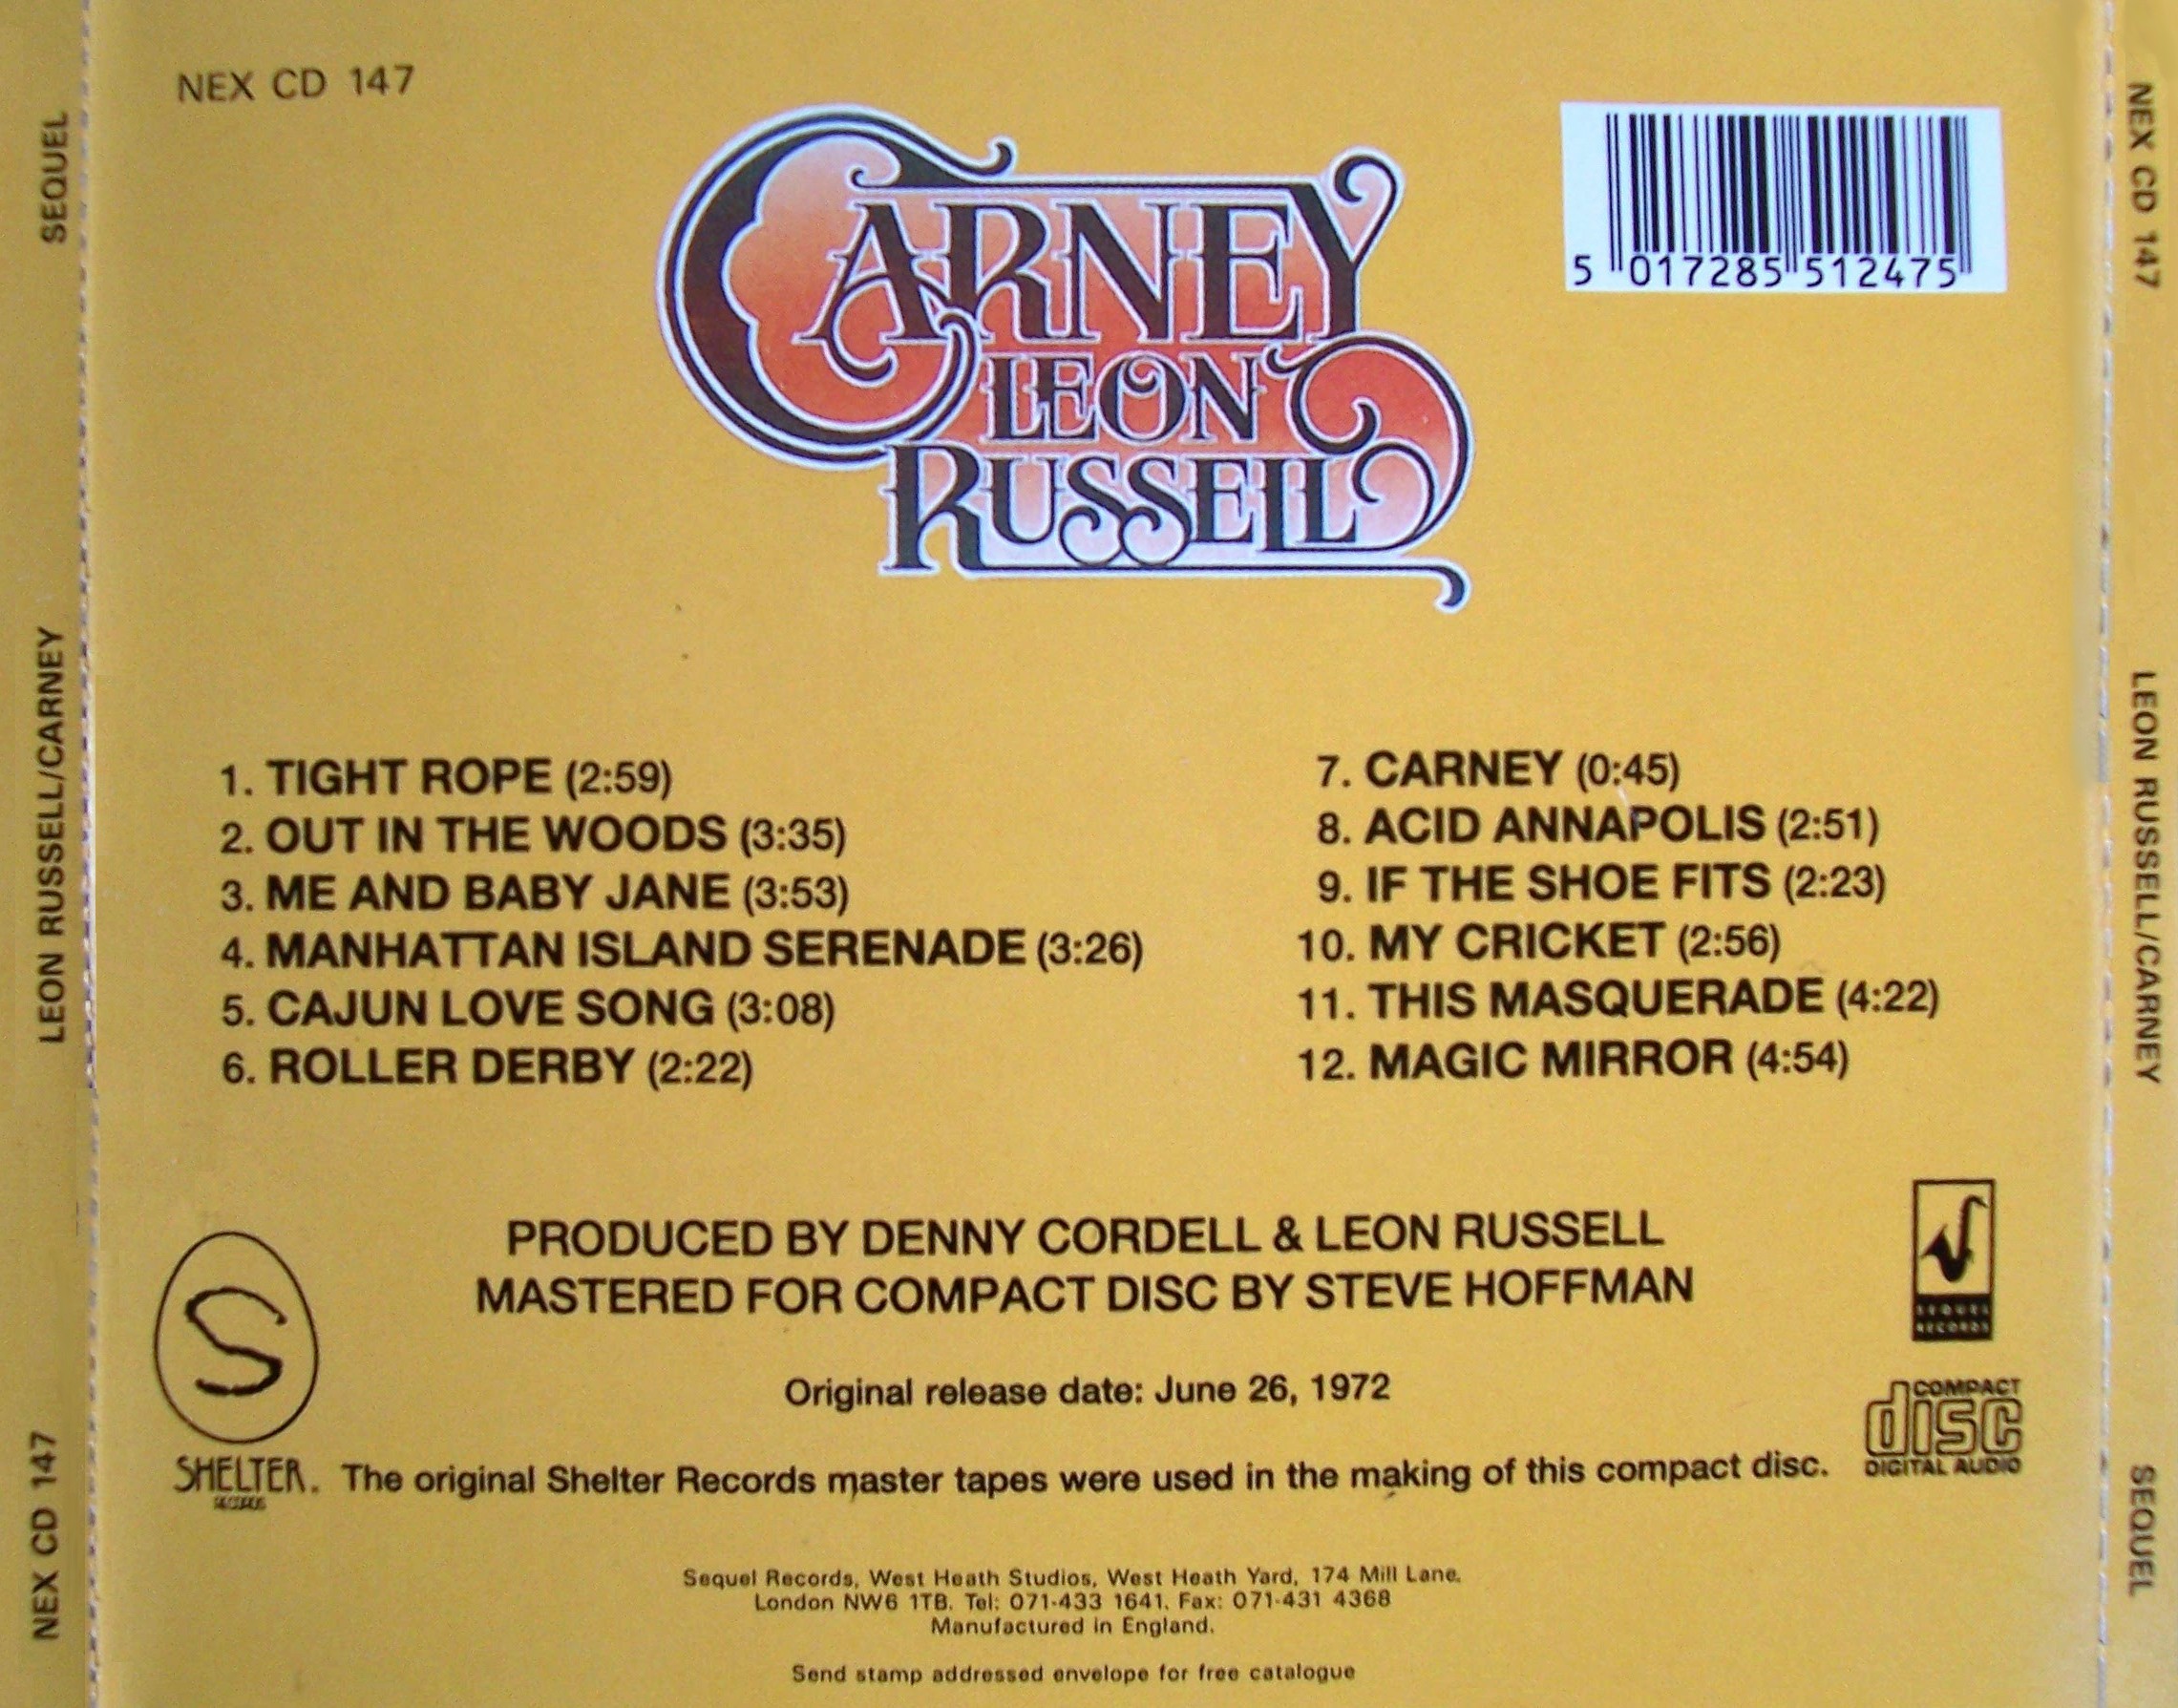 NEX CD 147
CARNEY
LEON
RUSSELL
5 017285 512475
1. TIGHT ROPE (2:59)
2. OUT IN THE WOODS (3:35)
3. ME AND BABY JANE (3:53)
4. MANHATTAN ISLAND SERENADE (3:26)
5. CAJUN LOVE SONG (3:08)
6. ROLLER DERBY (2:22)
7. CARNEY (0:45)
8. ACID ANNAPOLIS (2:51)
9. IF THE SHOE FITS (2:23)
10. MY CRICKET (2:56)
11. THIS MASQUERADE (4:22)
12. MAGIC MIRROR (4:54)
PRODUCED BY DENNY CORDELL & LEON RUSSELL
MASTERED FOR COMPACT DISC BY STEVE HOFFMAN
Original release date: June 26, 1972
The original Shelter Records master tapes were used in the making of this compact disc.
S
SHELTER.
RECORDS
SEQUEL
RECORDS
COMPACT
disc
DIGITAL AUDIO
Sequel Records, West Heath Studios, West Heath Yard, 174 Mill Lane,
London NW6 1TB. Tel: 071-433 1641. Fax: 071-431 4368
Manufactured in England.
Send stamp addressed envelope for free catalogue
NEX CD 147 LEON RUSSELL/CARNEY SEQUEL
NEX CD 147 LEON RUSSELL/CARNEY SEQUEL